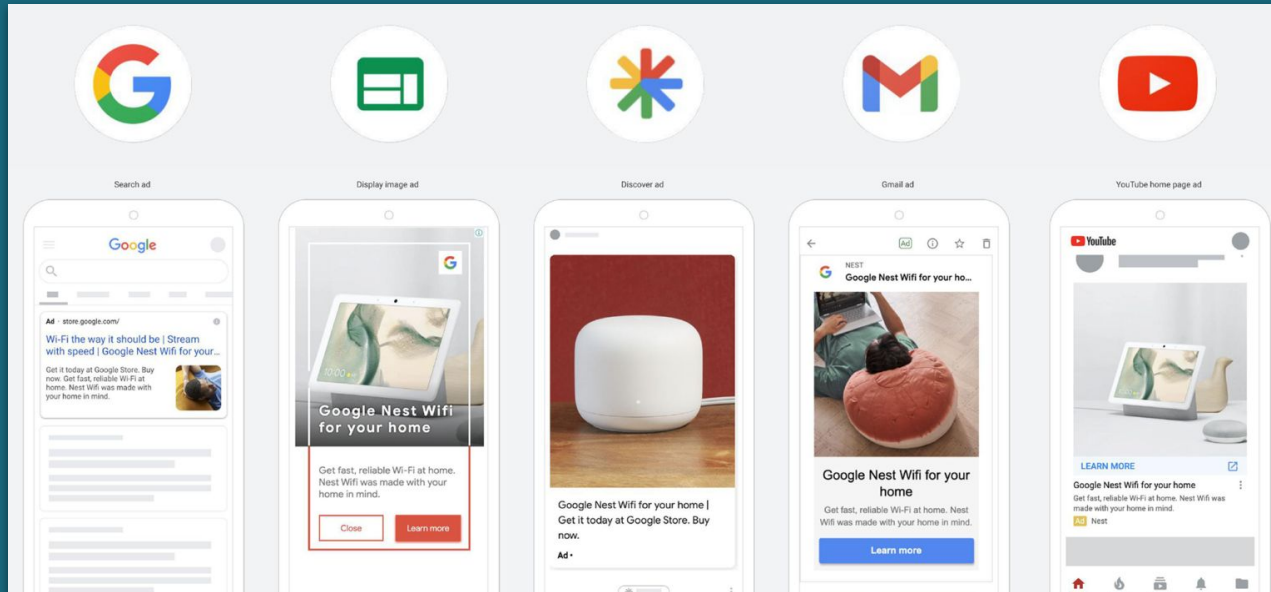 Search ad
Google
Ad · store.google.com/
Wi-Fi the way it should be | Stream
with speed | Google Nest Wifi for your...
Get it today at Google Store. Buy
now. Get fast, reliable Wi-Fi at
home. Nest Wifi was made with
your home in mind.
Display image ad
G
10:00
Google Nest Wifi
for your home
Get fast, reliable Wi-Fi at home.
Nest Wifi was made with your
home in mind.
Close
Learn more
Discover ad
Google Nest Wifi for your home |
Get it today at Google Store. Buy
now.
Ad ·
Gmail ad
Ad
G
NEST
Google Nest Wifi for your ho...
Google Nest Wifi for your
home
Get fast, reliable Wi-Fi at home. Nest
Wifi was made with your home in mind.
Learn more
YouTube home page ad
YouTube
LEARN MORE
Google Nest Wifi for your home
Get fast, reliable Wi-Fi at home. Nest Wifi was
made with your home in mind.
Ad Nest